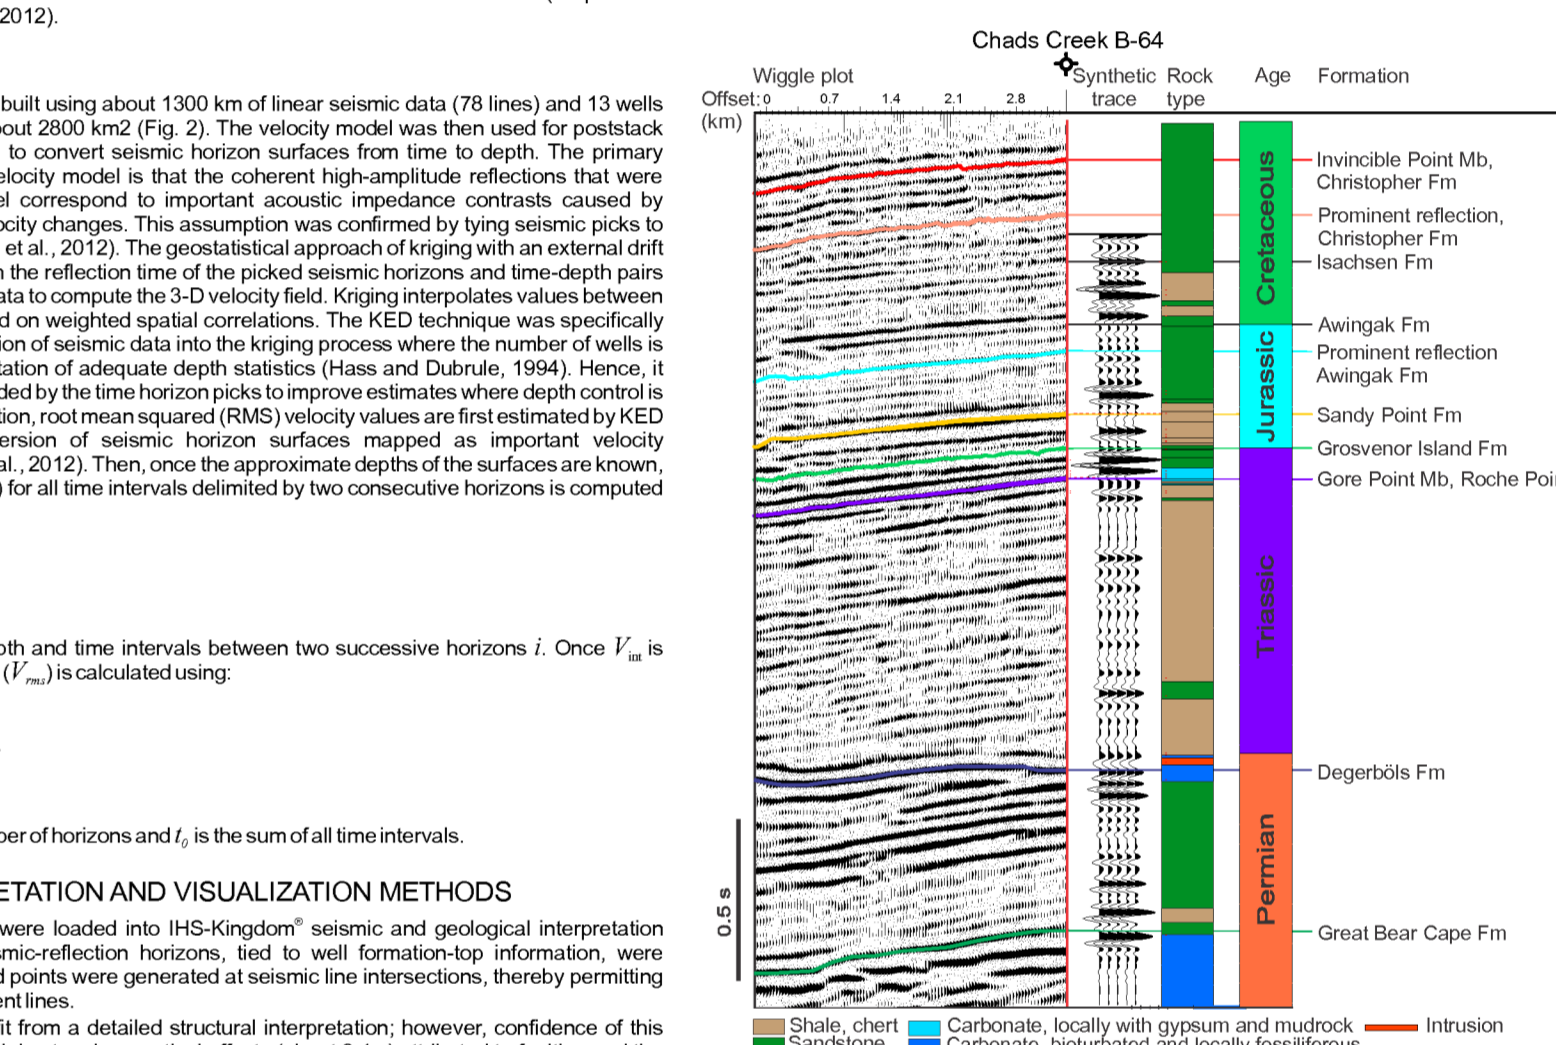 2012).
built using about 1300 km of linear seismic data (78 lines) and 13 wells
out 2800 km2 (Fig. 2). The velocity model was then used for poststack
to convert seismic horizon surfaces from time to depth. The primary
elocity model is that the coherent high-amplitude reflections that were
el correspond to important acoustic impedance contrasts caused by
ocity changes. This assumption was confirmed by tying seismic picks to
et al., 2012). The geostatistical approach of kriging with an external drift
the reflection time of the picked seismic horizons and time-depth pairs
ata to compute the 3-D velocity field. Kriging interpolates values between
d on weighted spatial correlations. The KED technique was specifically
ion of seismic data into the kriging process where the number of wells is
tation of adequate depth statistics (Hass and Dubrule, 1994). Hence, it
ded by the time horizon picks to improve estimates where depth control is
tion, root mean squared (RMS) velocity values are first estimated by KED
ersion of seismic horizon surfaces mapped as important velocity
al., 2012). Then, once the approximate depths of the surfaces are known,
) for all time intervals delimited by two consecutive horizons is computed
pth and time intervals between two successive horizons i. Once Vint is
(Vrms) is calculated using:
ber of horizons and t0 is the sum of all time intervals.
ETATION AND VISUALIZATION METHODS
were loaded into IHS-Kingdom® seismic and geological interpretation
smic-reflection horizons, tied to well formation-top information, were
d points were generated at seismic line intersections, thereby permitting
ent lines.
fit from a detailed structural interpretation; however, confidence of this
Chads Creek B-64
Wiggle plot
Synthetic trace
Rock type
Age
Formation
Offset: 0 0.7 1.4 2.1 2.8
(km)
Invincible Point Mb,
Christopher Fm
Prominent reflection,
Christopher Fm
Isachsen Fm
Awingak Fm
Prominent reflection
Awingak Fm
Sandy Point Fm
Grosvenor Island Fm
Gore Point Mb, Roche Poi
Degerböls Fm
Great Bear Cape Fm
Cretaceous
Jurassic
Triassic
Permian
0.5 s
Shale, chert
Carbonate, locally with gypsum and mudrock
Intrusion
Sandstone
Carbonate, bioturbated and locally fossiliferous